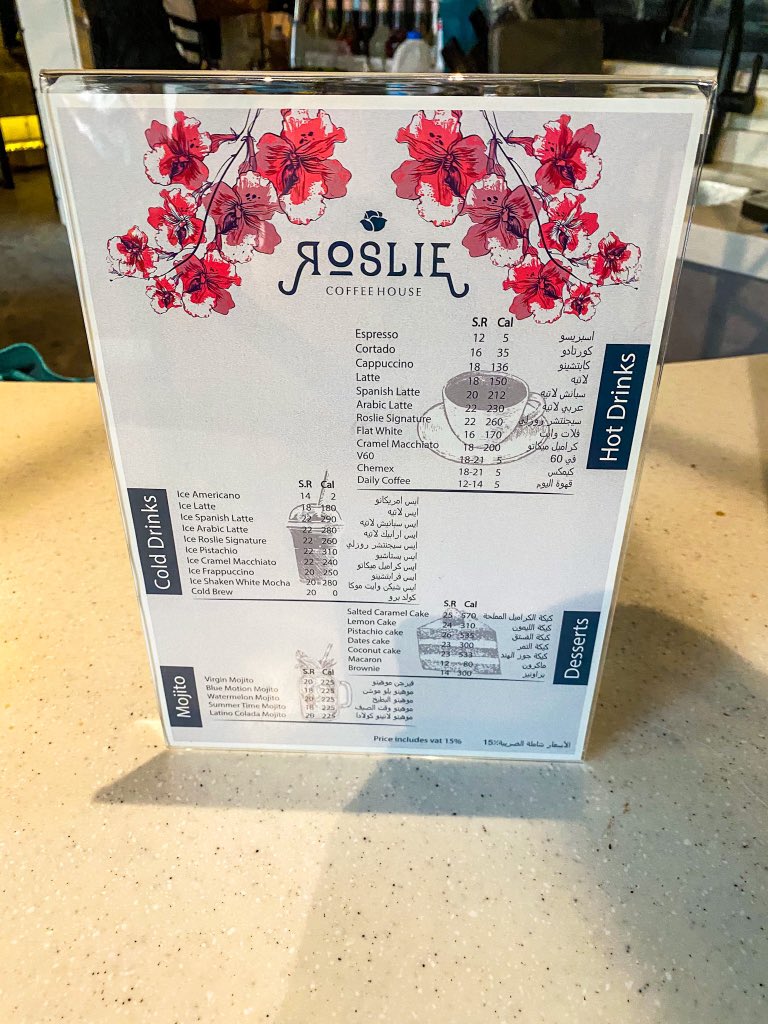 ROSLIE
COFFEE HOUSE
Hot Drinks
S.R Cal
Espresso 12 5 اسبريسو
Cortado 16 35 كورتادو
Cappuccino 18 136 كابتشينو
Latte 18 150 لاتيه
Spanish Latte 20 212 سبانش لاتيه
Arabic Latte 22 230 عربي لاتيه
Roslie Signature 22 260 سيجنتشر روزلي
Flat White 16 170 فلات وايت
Cramel Macchiato 18 200 كراميل ميكاتو
V60 18-21 5 في 60
Chemex 18-21 5 كيمكس
Daily Coffee 12-14 5 قهوة اليوم
Cold Drinks
S.R Cal
Ice Americano 14 2 ايس امريكانو
Ice Latte 18 180 ايس لاتيه
Ice Spanish Latte 22 290 ايس سبانش لاتيه
Ice Arabic Latte 22 280 ايس ارابيك لاتيه
Ice Roslie Signature 22 260 ايس سيجنتشر روزلي
Ice Pistachio 22 310 ايس بستاشيو
Ice Cramel Macchiato 22 240 ايس كراميل ميكاتو
Ice Frappuccino 20 250 ايس فرابتشينو
Ice Shaken White Mocha 20 280 ايس شيكن وايت موكا
Cold Brew 20 0 كولد برو
Desserts
S.R Cal
Salted Caramel Cake 25 570 كيكة الكراميل المملحة
Lemon Cake 24 310 كيكة الليمون
Pistachio cake 26 535 كيكة الفستق
Dates cake 23 300 كيكة التمر
Coconut cake 23 533 كيكة جوز الهند
Macaron 12 80 ماكرون
Brownie 14 300 براونيز
Mojito
S.R Cal
Virgin Mojito 20 225 فيرجن موهيتو
Blue Motion Mojito 18 225 موهيتو بلو موشن
Watermelon Mojito 20 225 موهيتو البطيخ
Summer Time Mojito 18 225 موهيتو وقت الصيف
Latino Colada Mojito 20 225 موهيتو لاتينو كولادا
Price includes vat 15% الأسعار شاملة الضريبة 15%